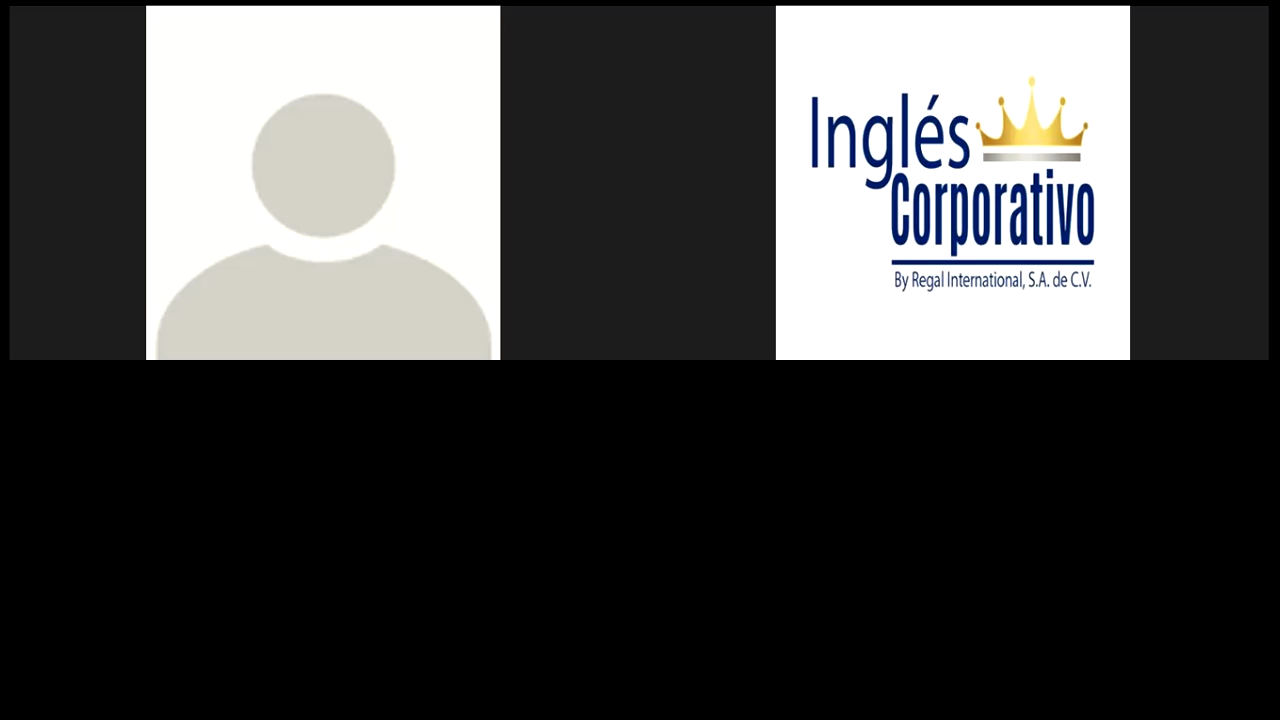 Inglés
Corporativo
By Regal International, S.A. de C.V.